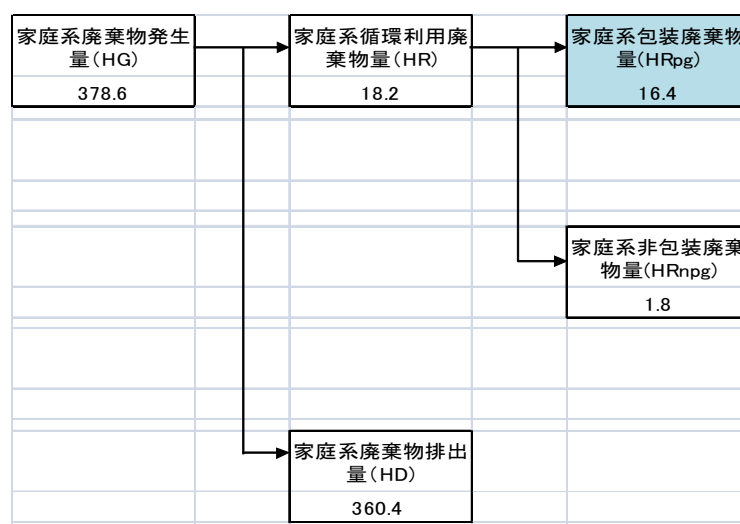 家庭系廃棄物発生
量(HG)
378.6
家庭系循環利用廃
棄物量(HR)
18.2
家庭系包装廃棄物
量(HRpg)
16.4
家庭系非包装廃棄
物量(HRnpg)
1.8
家庭系廃棄物排出
量(HD)
360.4